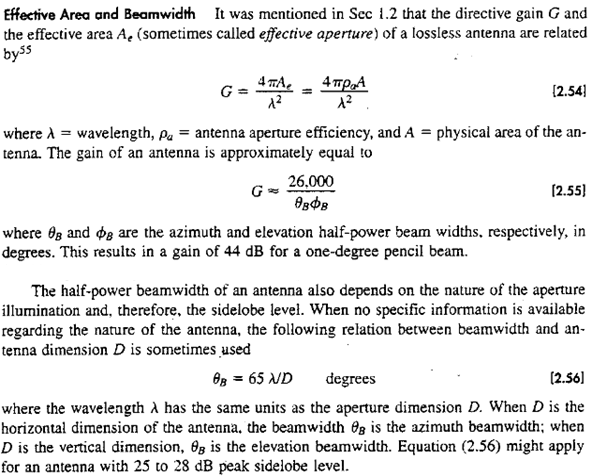 Effective Area and Beamwidth It was mentioned in Sec 1.2 that the directive gain G and
the effective area Aₑ (sometimes called effective aperture) of a lossless antenna are related
by⁵⁵
G = 4πAₑ/λ² = 4πρₐA/λ² [2.54]
where λ = wavelength, ρₐ = antenna aperture efficiency, and A = physical area of the an-
tenna. The gain of an antenna is approximately equal to
G ≈ 26,000/θ_Bϕ_B [2.55]
where θ_B and ϕ_B are the azimuth and elevation half-power beam widths, respectively, in
degrees. This results in a gain of 44 dB for a one-degree pencil beam.
The half-power beamwidth of an antenna also depends on the nature of the aperture
illumination and, therefore, the sidelobe level. When no specific information is available
regarding the nature of the antenna, the following relation between beamwidth and an-
tenna dimension D is sometimes used
θ_B = 65 λ/D degrees [2.56]
where the wavelength λ has the same units as the aperture dimension D. When D is the
horizontal dimension of the antenna, the beamwidth θ_B is the azimuth beamwidth; when
D is the vertical dimension, θ_B is the elevation beamwidth. Equation (2.56) might apply
for an antenna with 25 to 28 dB peak sidelobe level.